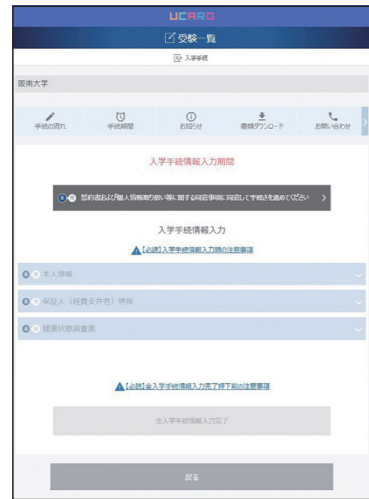 UCARO
受験一覧
入学手続
阪南大学
手続の流れ
手続期間
お知らせ
書類ダウンロード
お問い合わせ
入学手続情報入力期間
誓約書および個人情報取り扱い等に関する同意事項に同意して手続きを進めてください
入学手続情報入力
【必読】入学手続情報入力時の注意事項
本人情報
保証人(経費支弁者)情報
健康状態調査票
【必読】全入学手続情報入力完了押下前の注意事項
全入学手続情報入力完了
戻る